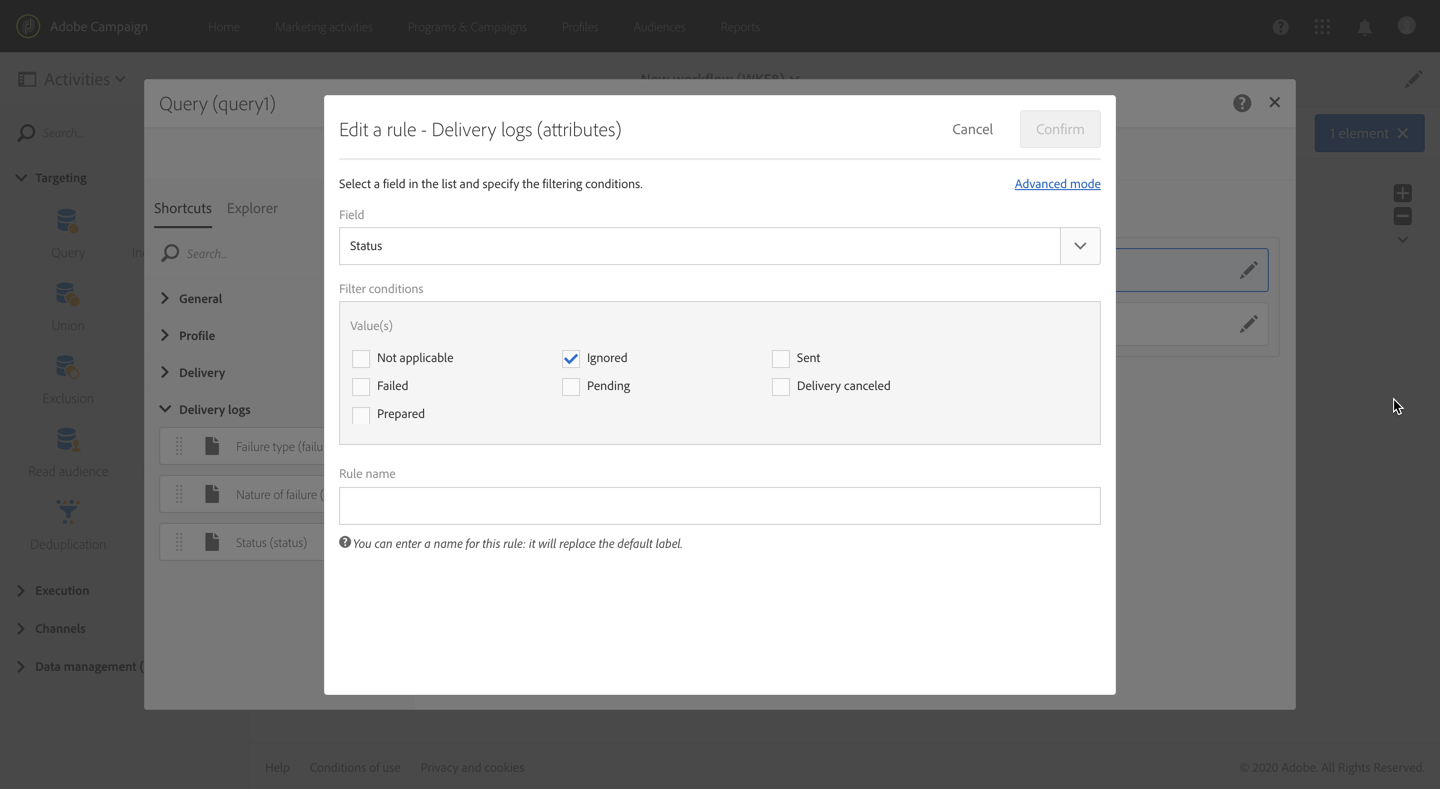 Adobe Campaign Home Marketing activities Programs & Campaigns Profiles Audiences Reports
Activities
New workflow (WKF8)
Search...
1 element
Targeting
Query
Union
Exclusion
Read audience
Deduplication
Execution
Channels
Data management (
Query (query1)
Shortcuts Explorer
Search...
General
Profile
Delivery
Delivery logs
Failure type (failu
Nature of failure (
Status (status)
Edit a rule - Delivery logs (attributes)
Cancel Confirm
Select a field in the list and specify the filtering conditions. Advanced mode
Field
Status
Filter conditions
Value(s)
Not applicable Ignored Sent
Failed Pending Delivery canceled
Prepared
Rule name
You can enter a name for this rule: it will replace the default label.
Help Conditions of use Privacy and cookies © 2020 Adobe. All Rights Reserved.